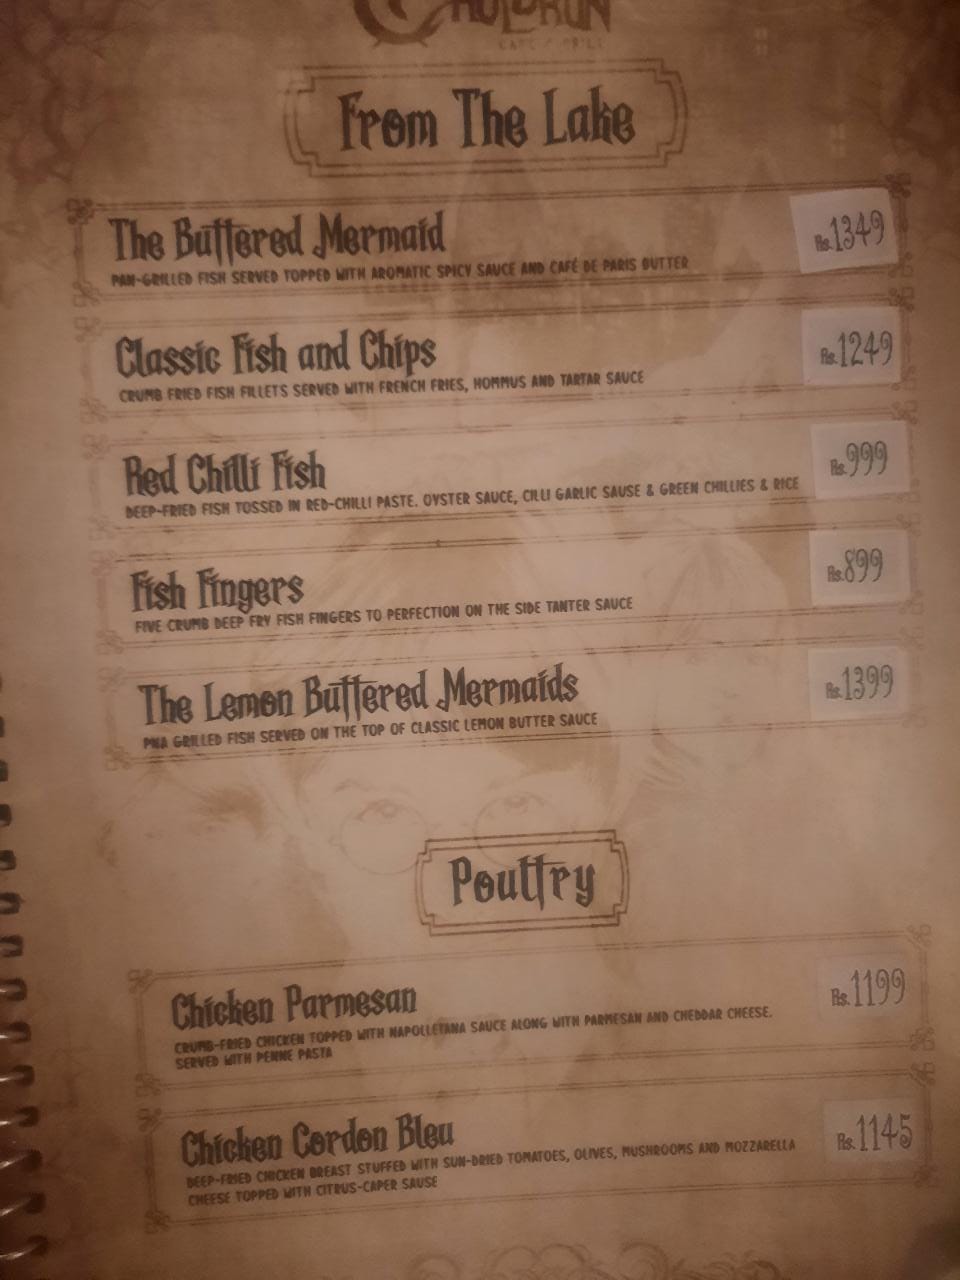 CAULDRON
CAFE & GRILL
From The Lake
The Buttered Mermaid Rs.1349
PAN-GRILLED FISH SERVED TOPPED WITH AROMATIC SPICY SAUCE AND CAFÉ DE PARIS BUTTER
Classic Fish and Chips Rs.1249
CRUMB FRIED FISH FILLETS SERVED WITH FRENCH FRIES, HOMMUS AND TARTAR SAUCE
Red Chilli Fish Rs.999
DEEP-FRIED FISH TOSSED IN RED-CHILLI PASTE. OYSTER SAUCE, CILLI GARLIC SAUSE & GREEN CHILLIES & RICE
Fish Fingers Rs.899
FIVE CRUMB DEEP FRY FISH FINGERS TO PERFECTION ON THE SIDE TANTER SAUCE
The Lemon Buttered Mermaids Rs.1399
PNA GRILLED FISH SERVED ON THE TOP OF CLASSIC LEMON BUTTER SAUCE
Poultry
Chicken Parmesan Rs.1199
CRUMB-FRIED CHICKEN TOPPED WITH NAPOLLETANA SAUCE ALONG WITH PARMESAN AND CHEDDAR CHEESE.
SERVED WITH PENNE PASTA
Chicken Cordon Bleu Rs.1145
DEEP-FRIED CHICKEN BREAST STUFFED WITH SUN-DRIED TOMATOES, OLIVES, MUSHROOMS AND MOZZARELLA
CHEESE TOPPED WITH CITRUS-CAPER SAUSE